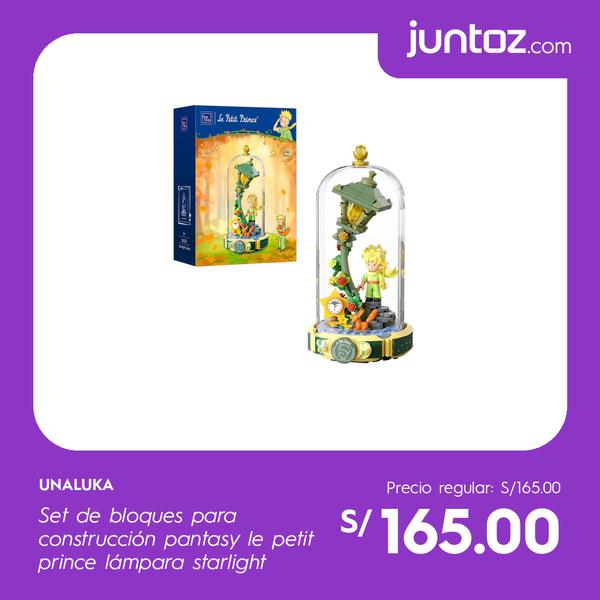 juntoz.com
Le Petit Prince
UNALUKA
Set de bloques para
construcción pantasy le petit
prince lámpara starlight
Precio regular: S/165.00
S/ 165.00